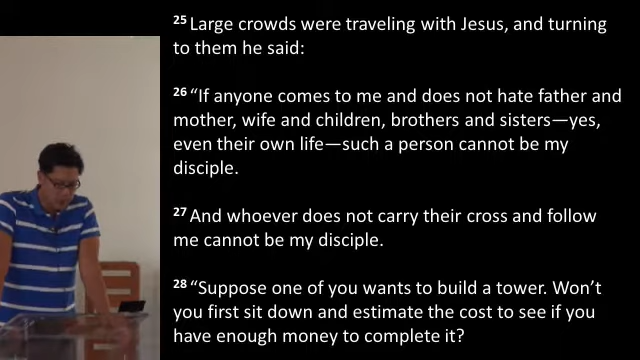 25 Large crowds were traveling with Jesus, and turning
to them he said:
26 “If anyone comes to me and does not hate father and
mother, wife and children, brothers and sisters—yes,
even their own life—such a person cannot be my
disciple.
27 And whoever does not carry their cross and follow
me cannot be my disciple.
28 “Suppose one of you wants to build a tower. Won’t
you first sit down and estimate the cost to see if you
have enough money to complete it?